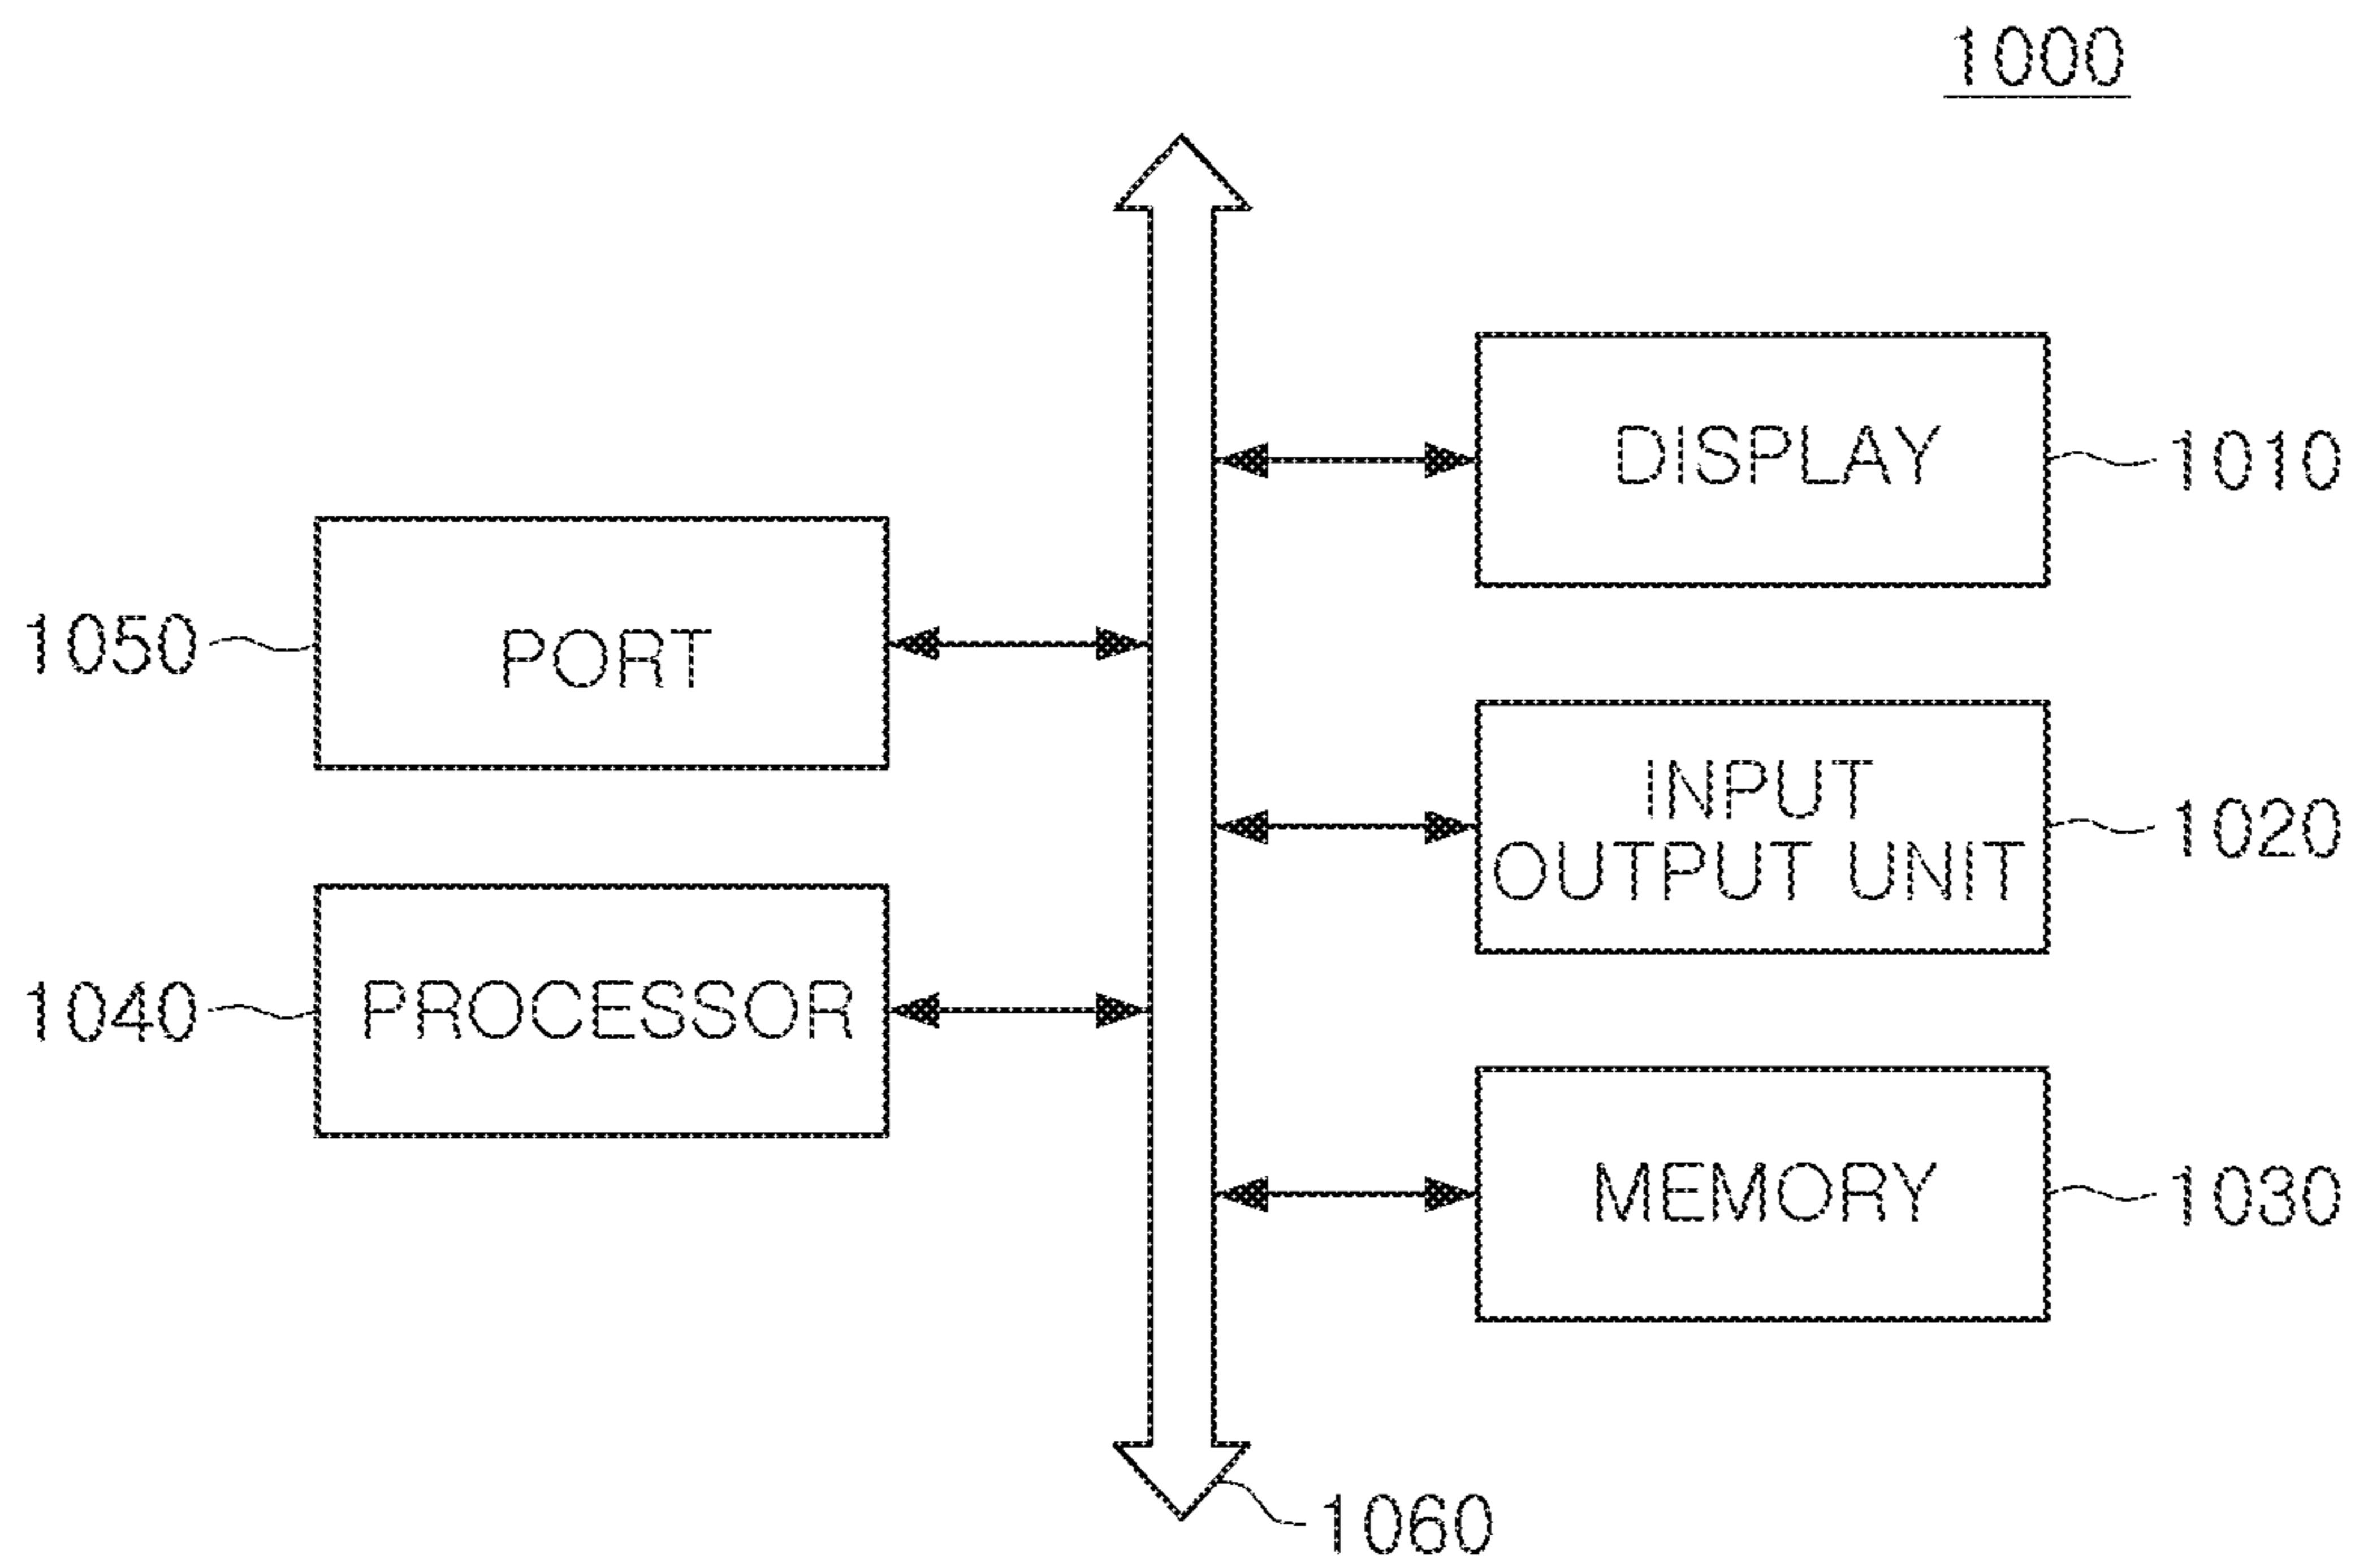 1000
DISPLAY
1010
1050
PORT
INPUT
OUTPUT UNIT
1020
1040
PROCESSOR
MEMORY
1030
1060